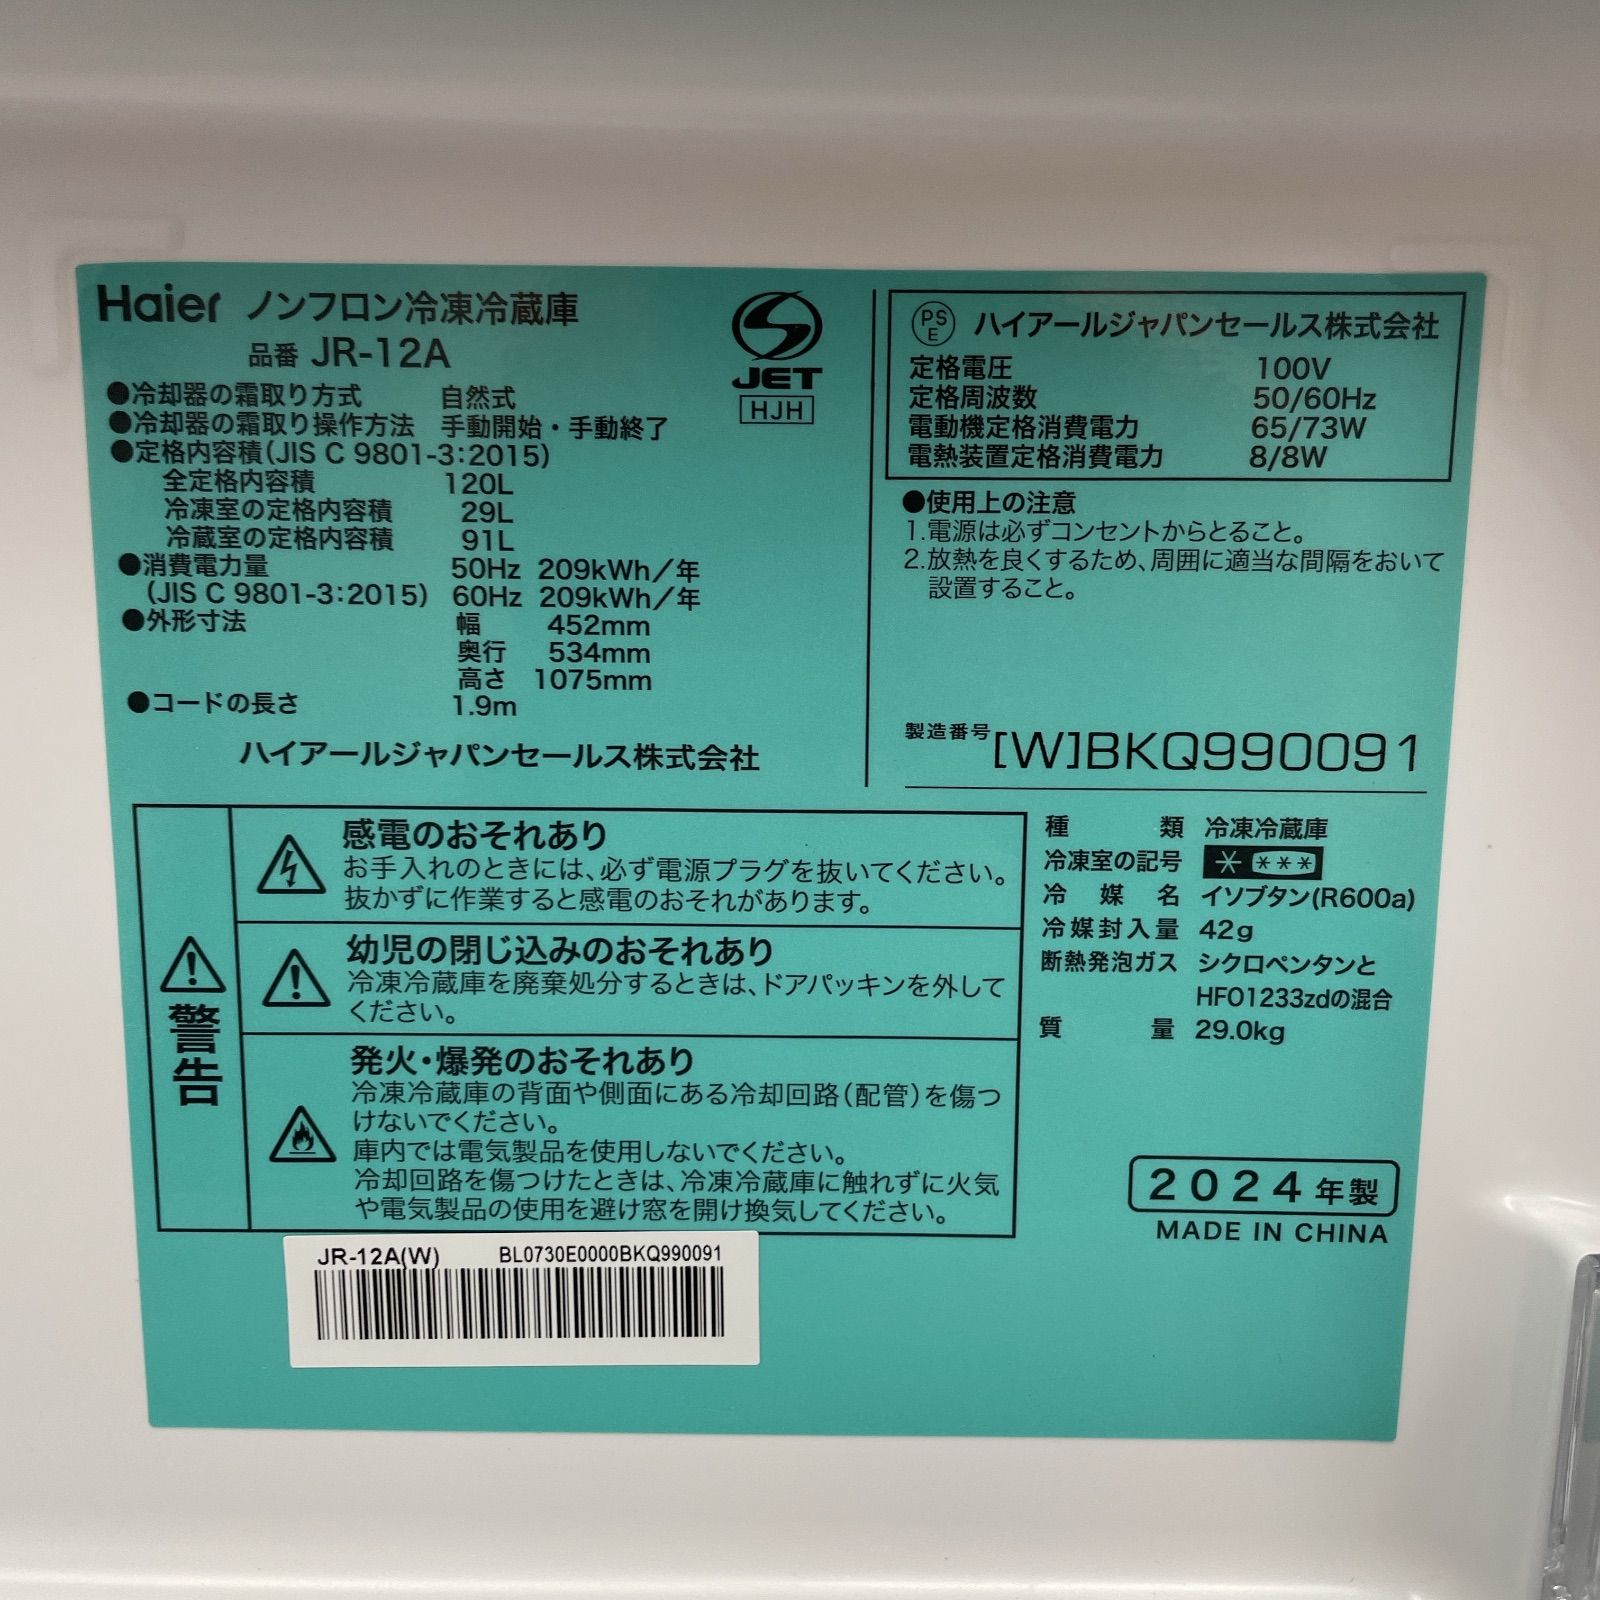 Haier ノンフロン冷凍冷蔵庫
品番 JR-12A
●冷却器の霜取り方式 自然式
●冷却器の霜取り操作方法 手動開始・手動終了
●定格内容積(JIS C 9801-3:2015)
全定格内容積 120L
冷凍室の定格内容積 29L
冷蔵室の定格内容積 91L
●消費電力量 50Hz 209kWh/年
(JIS C 9801-3:2015) 60Hz 209kWh/年
●外形寸法 幅 452mm
奥行 534mm
高さ 1075mm
●コードの長さ 1.9m
ハイアールジャパンセールス株式会社
JET
HJH
PS
E
ハイアールジャパンセールス株式会社
定格電圧 100V
定格周波数 50/60Hz
電動機定格消費電力 65/73W
電熱装置定格消費電力 8/8W
●使用上の注意
1.電源は必ずコンセントからとること。
2.放熱を良くするため、周囲に適当な間隔をおいて
設置すること。
製造番号 [W]BKQ990091
警告
感電のおそれあり
お手入れのときには、必ず電源プラグを抜いてください。
抜かずに作業すると感電のおそれがあります。
幼児の閉じ込みのおそれあり
冷凍冷蔵庫を廃棄処分するときは、ドアパッキンを外して
ください。
発火・爆発のおそれあり
冷凍冷蔵庫の背面や側面にある冷却回路(配管)を傷つ
けないでください。
庫内では電気製品を使用しないでください。
冷却回路を傷つけたときは、冷凍冷蔵庫に触れずに火気
や電気製品の使用を避け窓を開け換気してください。
種類 冷凍冷蔵庫
冷凍室の記号 * ***
冷媒名 イソブタン(R600a)
冷媒封入量 42g
断熱発泡ガス シクロペンタンと
HFO1233zdの混合
質量 29.0kg
2024年製
MADE IN CHINA
JR-12A(W) BL0730E0000BKQ990091